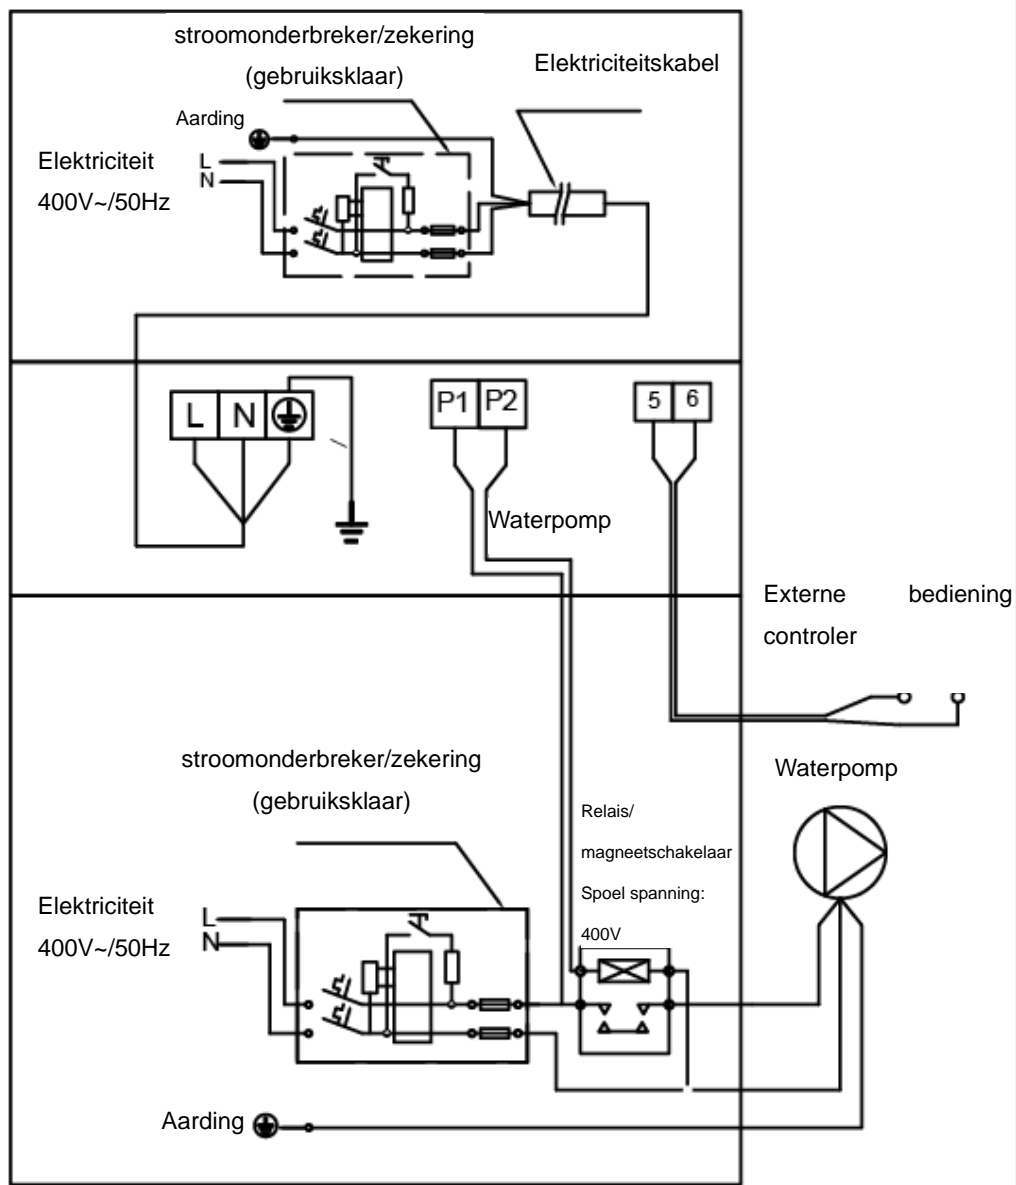 stroomonderbreker/zekering
(gebruiksklaar)
Elektriciteitskabel
Aarding
Elektriciteit
400V~/50Hz
L
N
L N
P1 P2
5 6
Waterpomp
Externe bediening
controler
stroomonderbreker/zekering
(gebruiksklaar)
Waterpomp
Relais/
magneetschakelaar
Spoel spanning:
400V
Elektriciteit
400V~/50Hz
L
N
Aarding